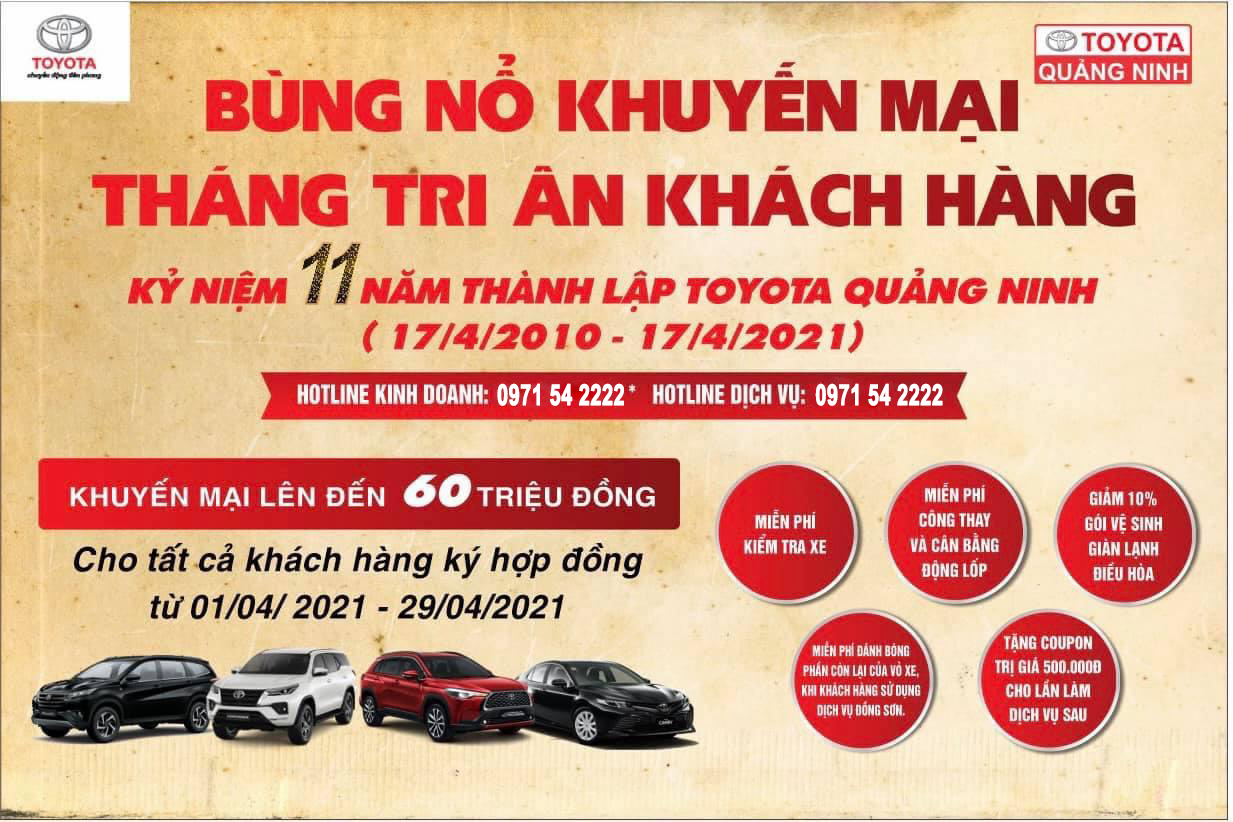 TOYOTA
chuyển động tiên phong
TOYOTA
QUẢNG NINH
BÙNG NỔ KHUYẾN MẠI
THÁNG TRI ÂN KHÁCH HÀNG
KỶ NIỆM 11 NĂM THÀNH LẬP TOYOTA QUẢNG NINH
( 17/4/2010 - 17/4/2021)
HOTLINE KINH DOANH: 0971 54 2222 * HOTLINE DỊCH VỤ: 0971 54 2222
KHUYẾN MẠI LÊN ĐẾN 60 TRIỆU ĐỒNG
Cho tất cả khách hàng ký hợp đồng
từ 01/04/ 2021 - 29/04/2021
MIỄN PHÍ
KIỂM TRA XE
MIỄN PHÍ
CÔNG THAY
VÀ CÂN BẰNG
ĐỘNG LỐP
GIẢM 10%
GÓI VỆ SINH
GIÀN LẠNH
ĐIỀU HÒA
MIỄN PHÍ ĐÁNH BÓNG
PHẦN CÒN LẠI CỦA VỎ XE,
KHI KHÁCH HÀNG SỬ DỤNG
DỊCH VỤ ĐỒNG SƠN.
TẶNG COUPON
TRỊ GIÁ 500.000Đ
CHO LẦN LÀM
DỊCH VỤ SAU
CAMRY